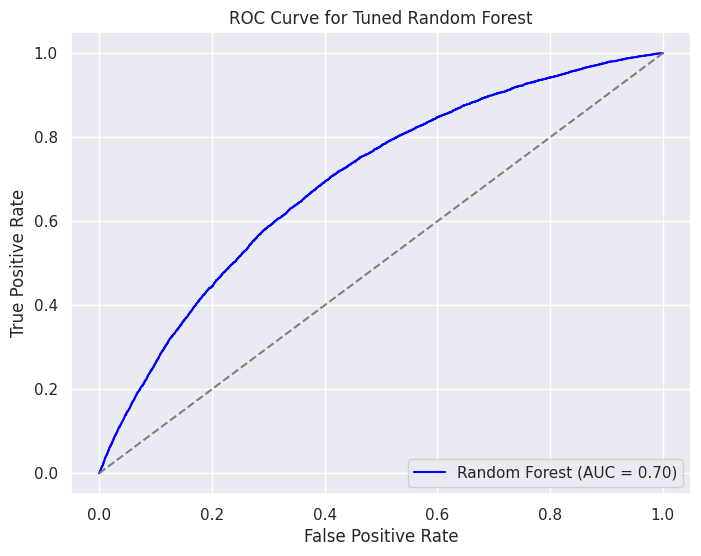 ROC Curve for Tuned Random Forest
True Positive Rate
1.0
0.8
0.6
0.4
0.2
0.0
0.0 0.2 0.4 0.6 0.8 1.0
False Positive Rate
Random Forest (AUC = 0.70)